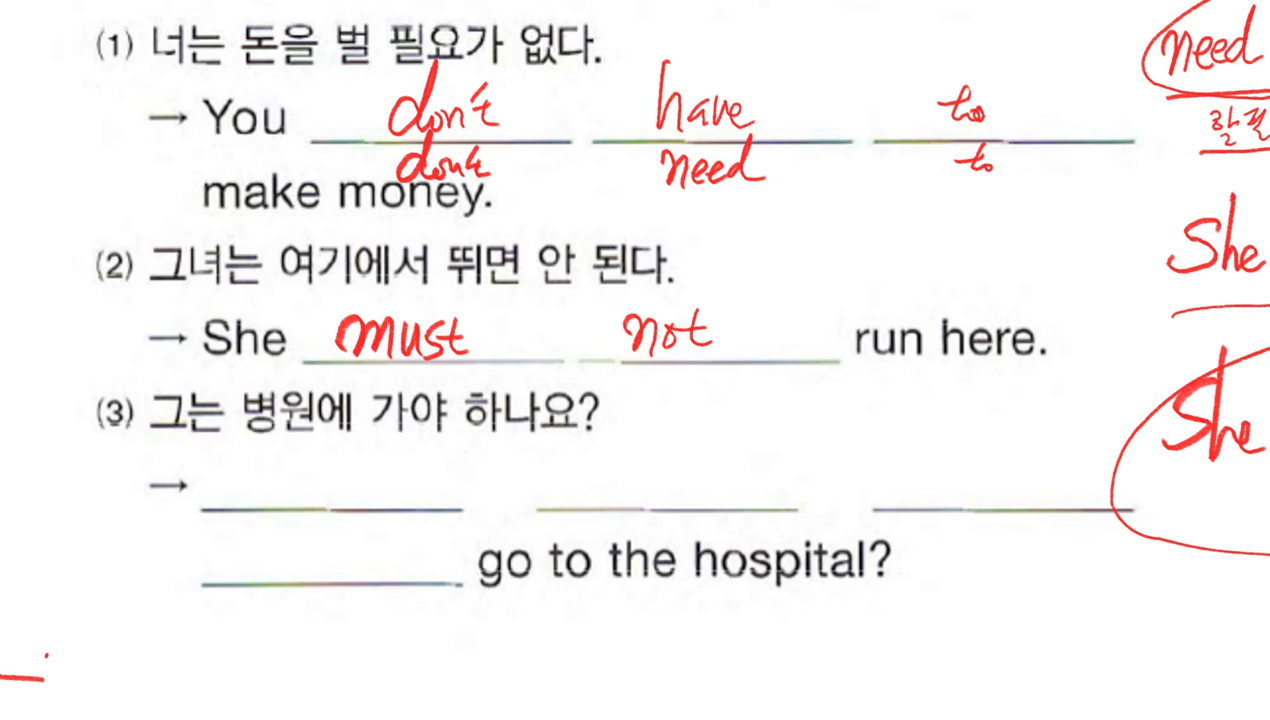 (1) 너는 돈을 벌 필요가 없다.
→ You don't have to
don't need to
make money.
(2) 그녀는 여기에서 뛰면 안 된다.
→ She must not run here.
(3) 그는 병원에 가야 하나요?
→
go to the hospital?
need
할 필
She
She